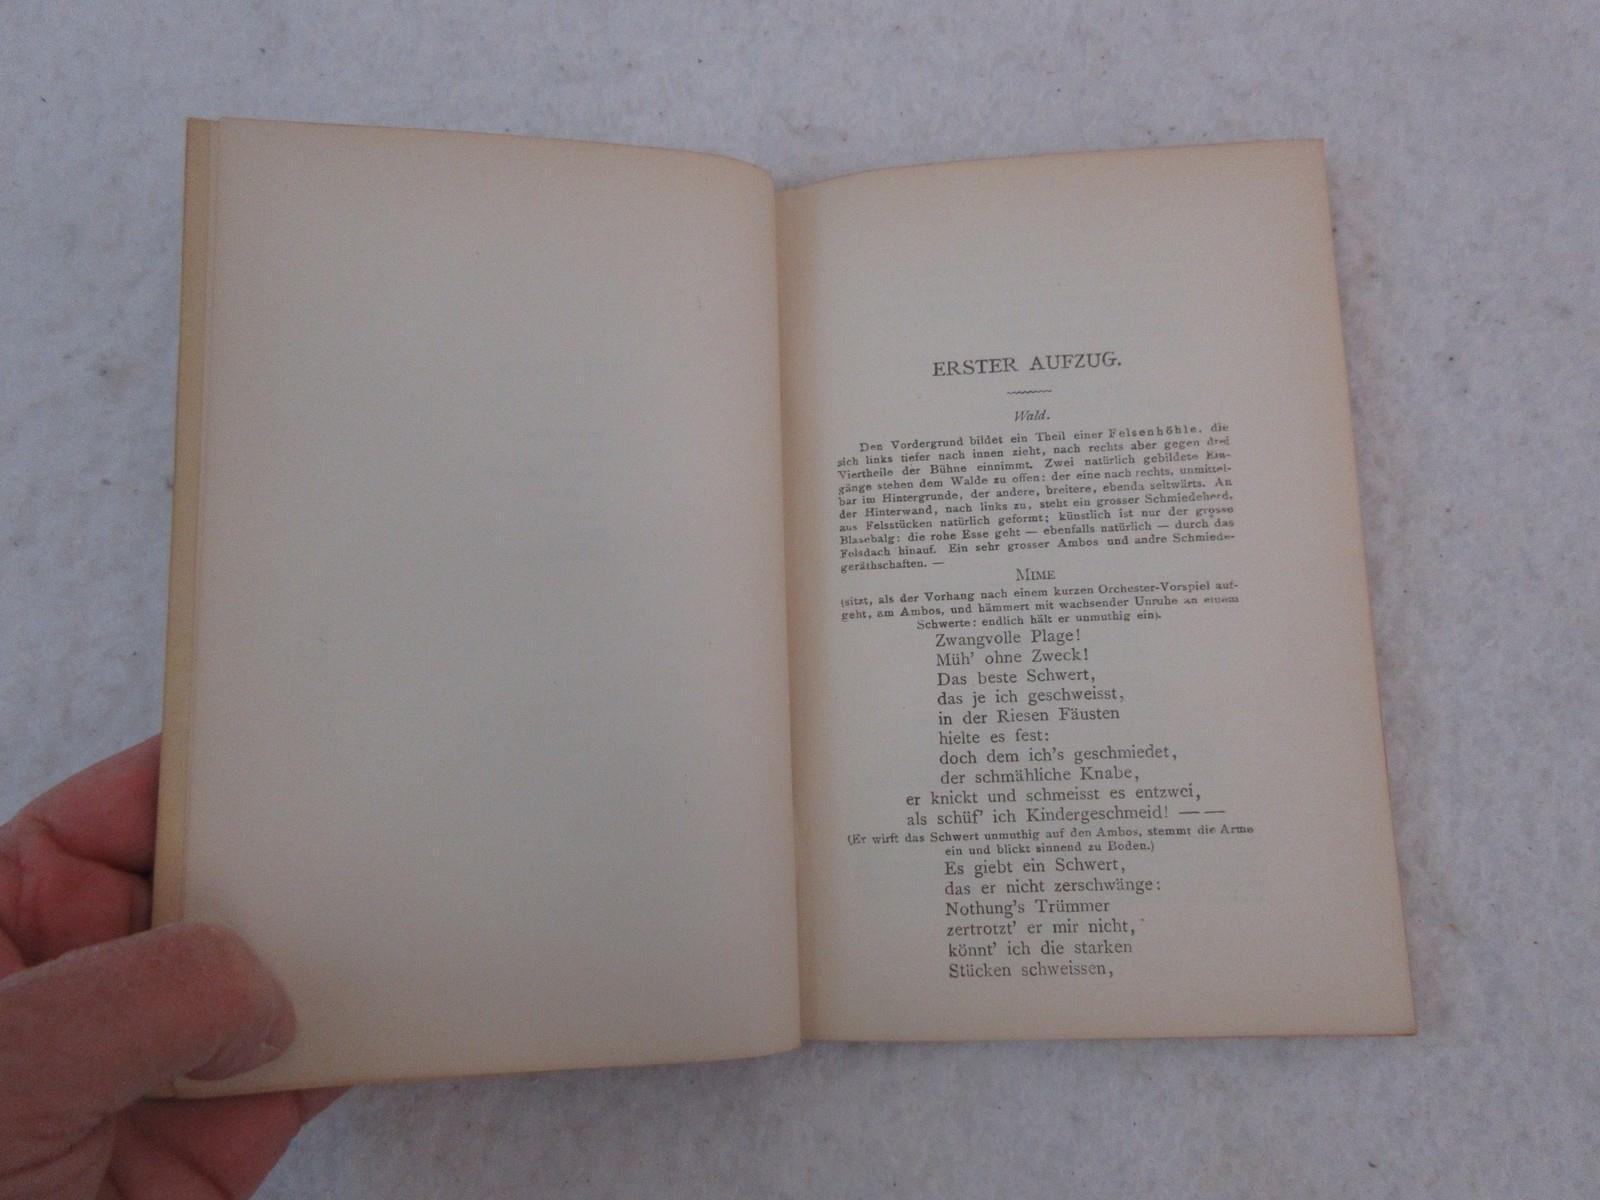 ERSTER AUFZUG.
Wald.
Den Vordergrund bildet ein Theil einer Felsenhöhle, die
sich links tiefer nach innen zieht, nach rechts aber gegen drei
Viertheile der Bühne einnimmt. Zwei natürlich gebildete Ein-
gänge stehen dem Walde zu offen: der eine nach rechts, unmittel-
bar im Hintergrunde, der andere, breitere, ebenda seitwärts. An
der Hinterwand, nach links zu, steht ein grosser Schmiedeherd,
aus Felsstücken natürlich geformt; künstlich ist nur der grosse
Blasebalg: die rohe Esse geht — ebenfalls natürlich — durch das
Felsdach hinauf. Ein sehr grosser Ambos und andre Schmiede-
geräthschaften. —
MIME
(sitzt, als der Vorhang nach einem kurzen Orchester-Vorspiel auf-
geht, am Ambos, und hämmert mit wachsender Unruhe an einem
Schwerte: endlich hält er unmuthig ein).
Zwangvolle Plage!
Müh' ohne Zweck!
Das beste Schwert,
das je ich geschweisst,
in der Riesen Fäusten
hielte es fest:
doch dem ich's geschmiedet,
der schmähliche Knabe,
er knickt und schmeisst es entzwei,
als schüf' ich Kindergeschmeid! — —
(Er wirft das Schwert unmuthig auf den Ambos, stemmt die Arme
ein und blickt sinnend zu Boden.)
Es giebt ein Schwert,
das er nicht zerschwänge:
Nothung's Trümmer
zertrotzt' er mir nicht,
könnt' ich die starken
Stücken schweissen,